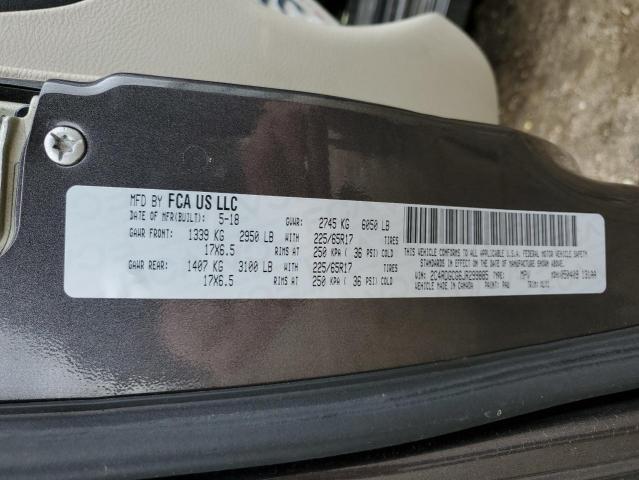 MFD BY FCA US LLC
DATE OF MFR(BUILT): 5-18 GVWR: 2745 KG 6050 LB
GAWR FRONT: 1339 KG 2950 LB WITH 225/65R17 TIRES
17X6.5 RIMS AT 250 KPA ( 36 PSI) COLD
GAWR REAR: 1407 KG 3100 LB WITH 225/65R17 TIRES
17X6.5 RIMS AT 250 KPA ( 36 PSI) COLD
THIS VEHICLE CONFORMS TO ALL APPLICABLE U.S.A. FEDERAL MOTOR VEHICLE SAFETY
STANDARDS IN EFFECT ON THE DATE OF MANUFACTURE SHOWN ABOVE.
VIN: 2C4RDGCG6JR299885 TYPE: MPV MDH:
VEHICLE MADE IN CANADA PAINT: PAU TRIM: